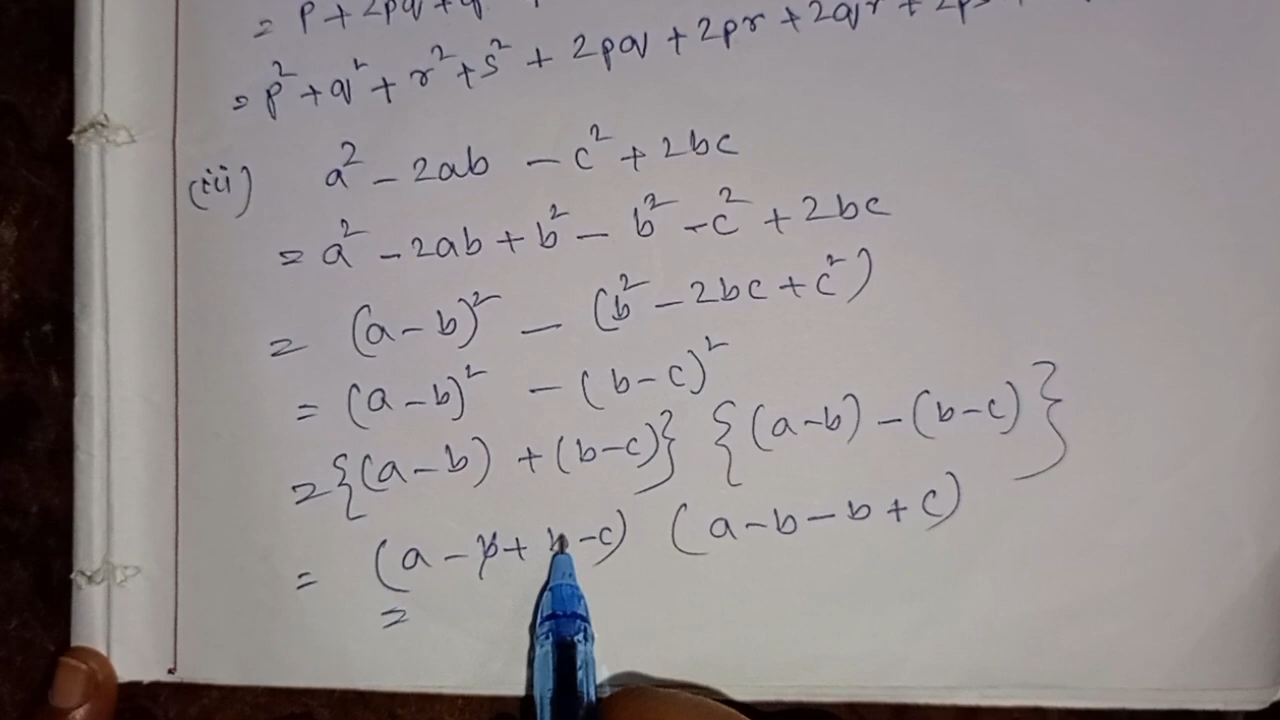 = p + 2pq +
= p² + q² + r² + s² + 2pq + 2pr + 2qr +
(iii) a² - 2ab - c² + 2bc
= a² - 2ab + b² - b² - c² + 2bc
= (a-b)² - (b² - 2bc + c²)
= (a-b)² - (b-c)²
= {(a-b) + (b-c)} {(a-b) - (b-c)}
= (a - b + b - c) (a - b - b + c)
=